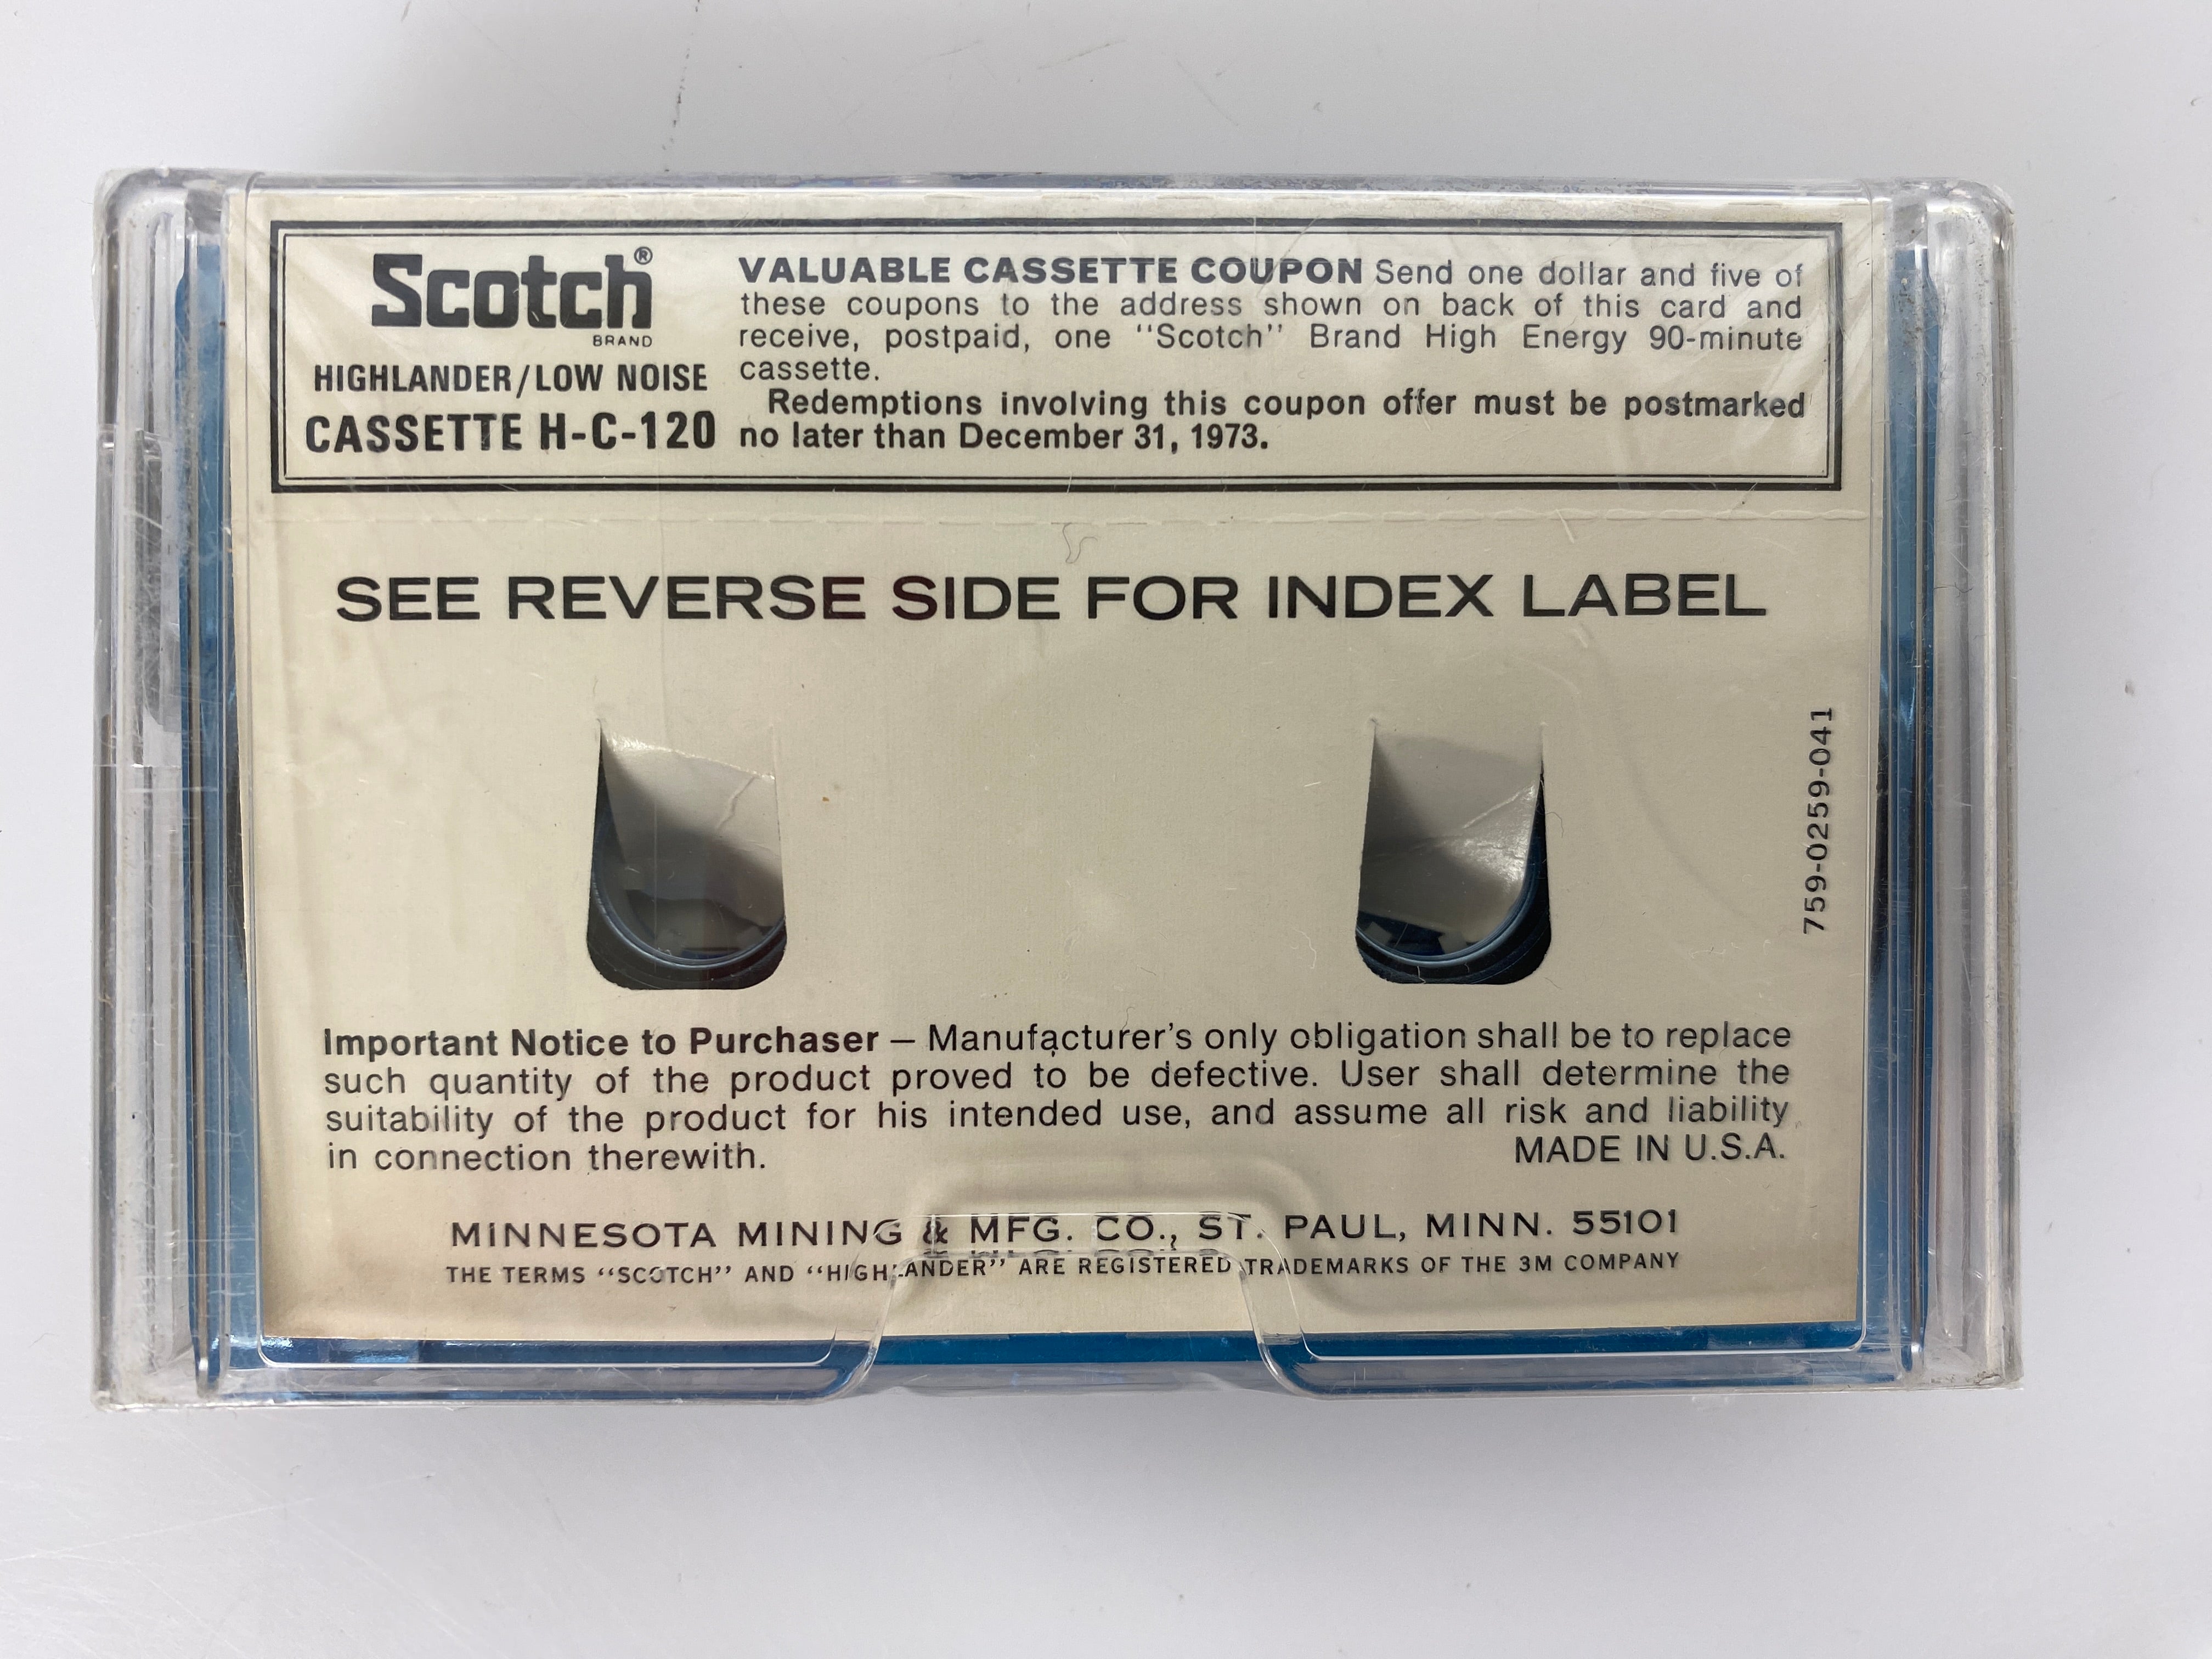 Scotch®
BRAND
HIGHLANDER/LOW NOISE
CASSETTE H-C-120
VALUABLE CASSETTE COUPON Send one dollar and five of
these coupons to the address shown on back of this card and
receive, postpaid, one "Scotch" Brand High Energy 90-minute
cassette.
Redemptions involving this coupon offer must be postmarked
no later than December 31, 1973.
SEE REVERSE SIDE FOR INDEX LABEL
759-0259-041
Important Notice to Purchaser — Manufacturer's only obligation shall be to replace
such quantity of the product proved to be defective. User shall determine the
suitability of the product for his intended use, and assume all risk and liability
in connection therewith.
MADE IN U.S.A.
MINNESOTA MINING & MFG. CO., ST. PAUL, MINN. 55101
THE TERMS "SCOTCH" AND "HIGHLANDER" ARE REGISTERED TRADEMARKS OF THE 3M COMPANY